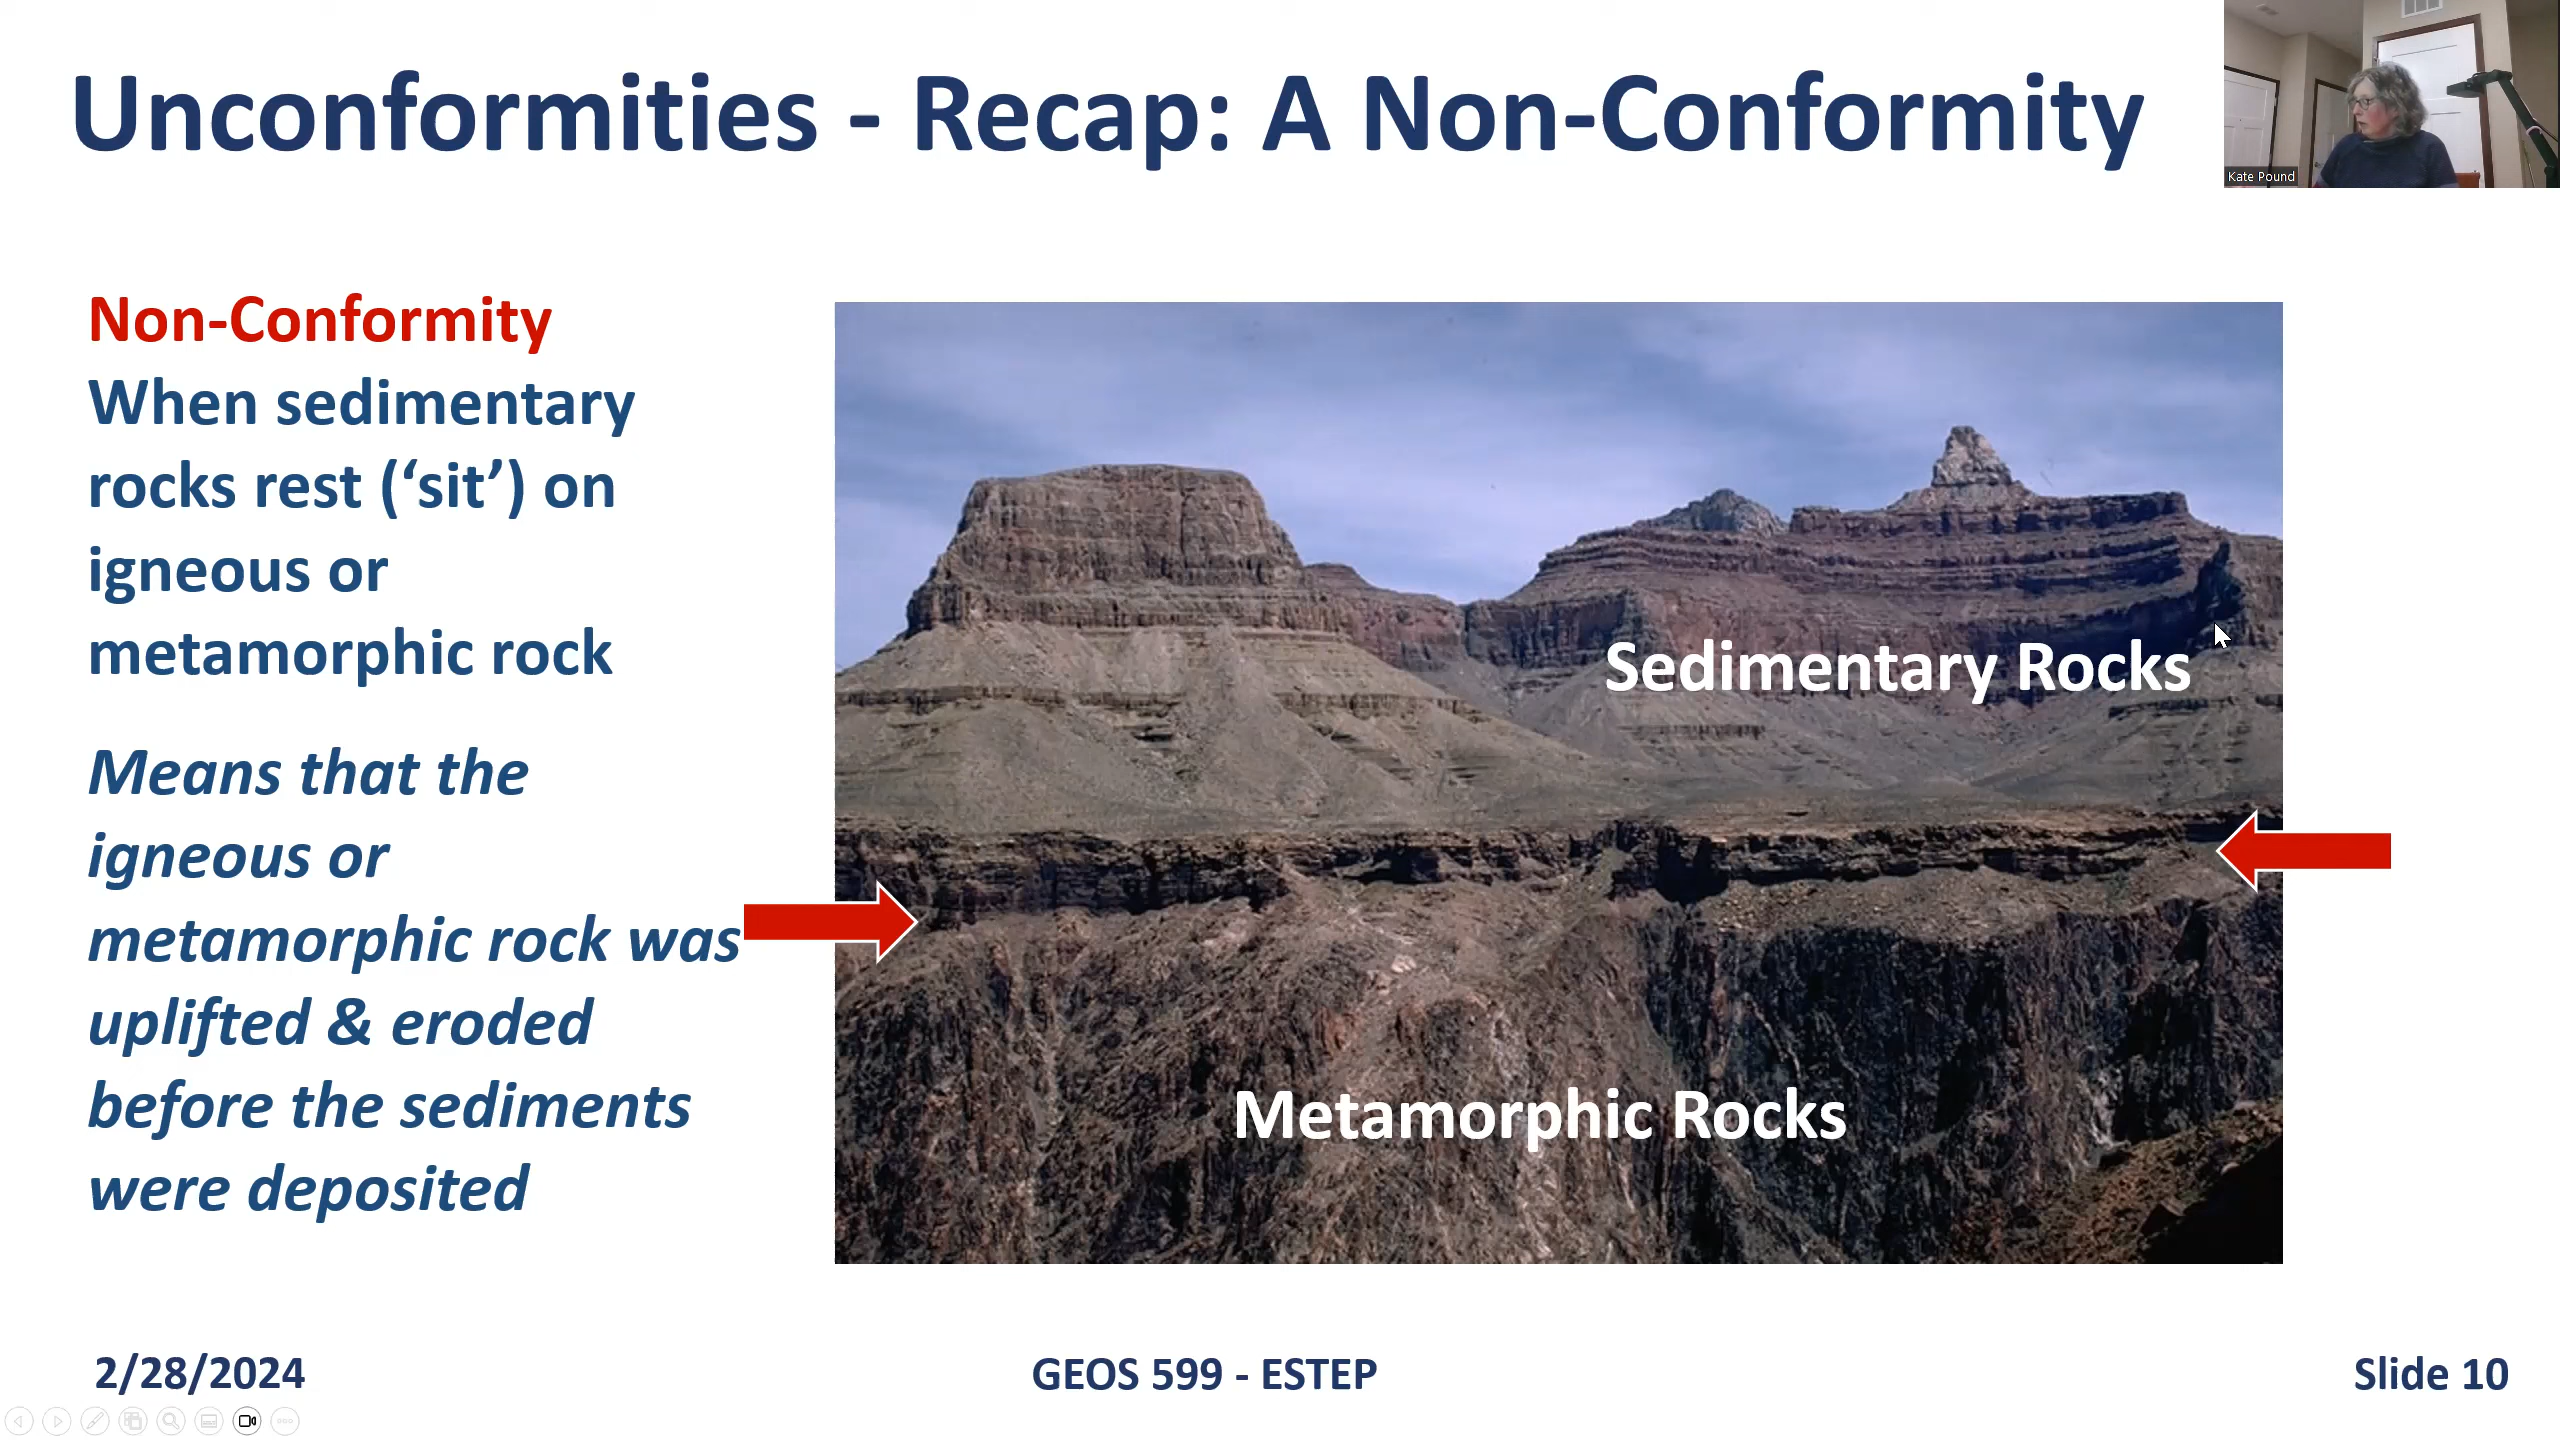 Unconformities - Recap: A Non-Conformity
Kate Pound
Non-Conformity
When sedimentary
rocks rest (‘sit’) on
igneous or
metamorphic rock
Means that the
igneous or
metamorphic rock was
uplifted & eroded
before the sediments
were deposited
Sedimentary Rocks
Metamorphic Rocks
2/28/2024
GEOS 599 - ESTEP
Slide 10